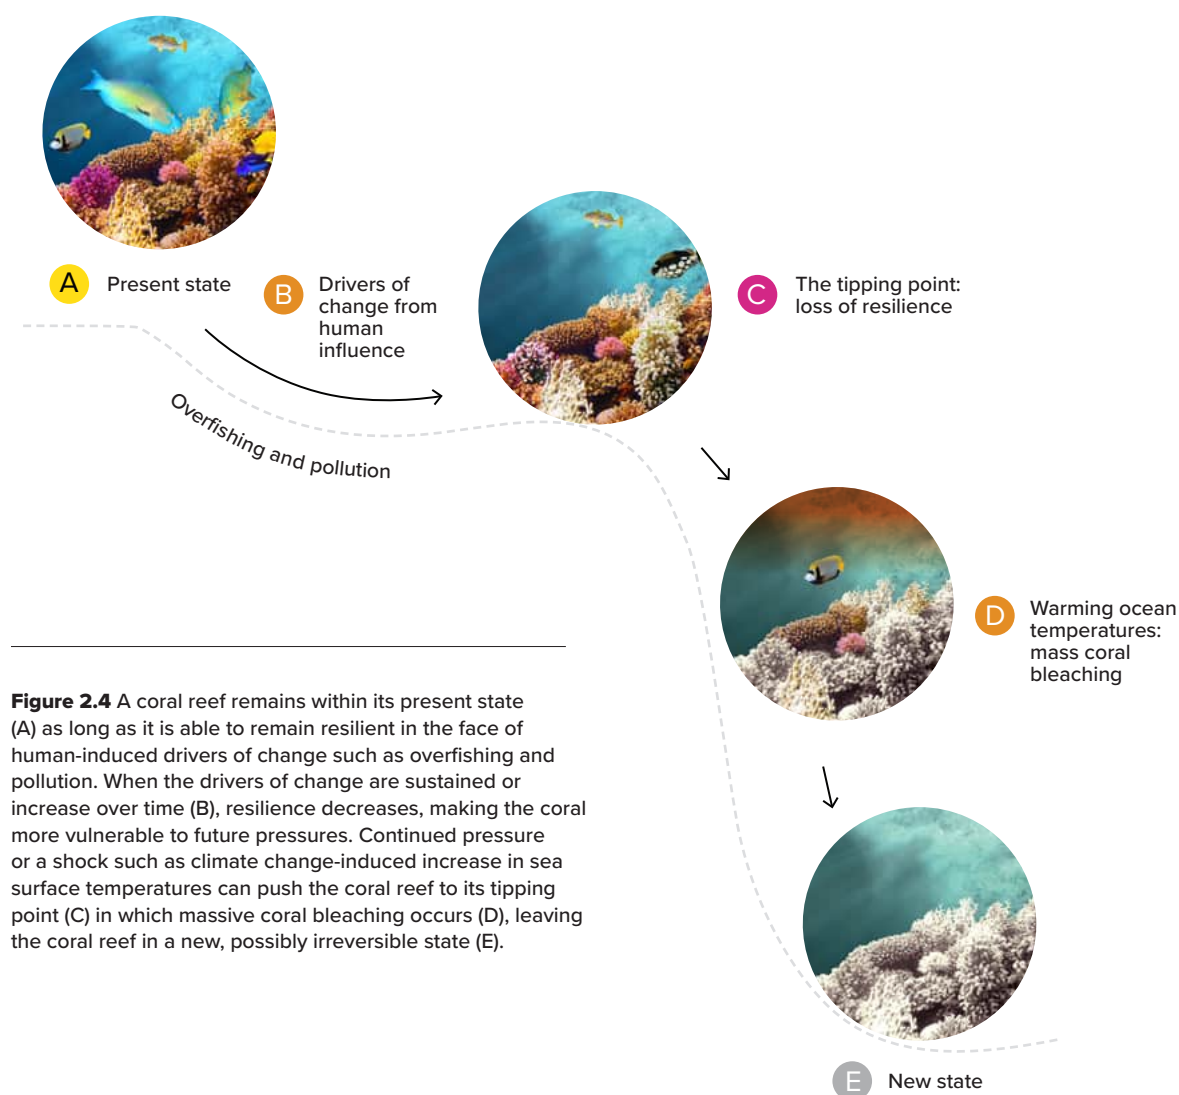 A
Present state
B
Drivers of
change from
human
influence
Overfishing and pollution
C
The tipping point:
loss of resilience
D
Warming ocean
temperatures:
mass coral
bleaching
Figure 2.4 A coral reef remains within its present state
(A) as long as it is able to remain resilient in the face of
human-induced drivers of change such as overfishing and
pollution. When the drivers of change are sustained or
increase over time (B), resilience decreases, making the coral
more vulnerable to future pressures. Continued pressure
or a shock such as climate change-induced increase in sea
surface temperatures can push the coral reef to its tipping
point (C) in which massive coral bleaching occurs (D), leaving
the coral reef in a new, possibly irreversible state (E).
E
New state